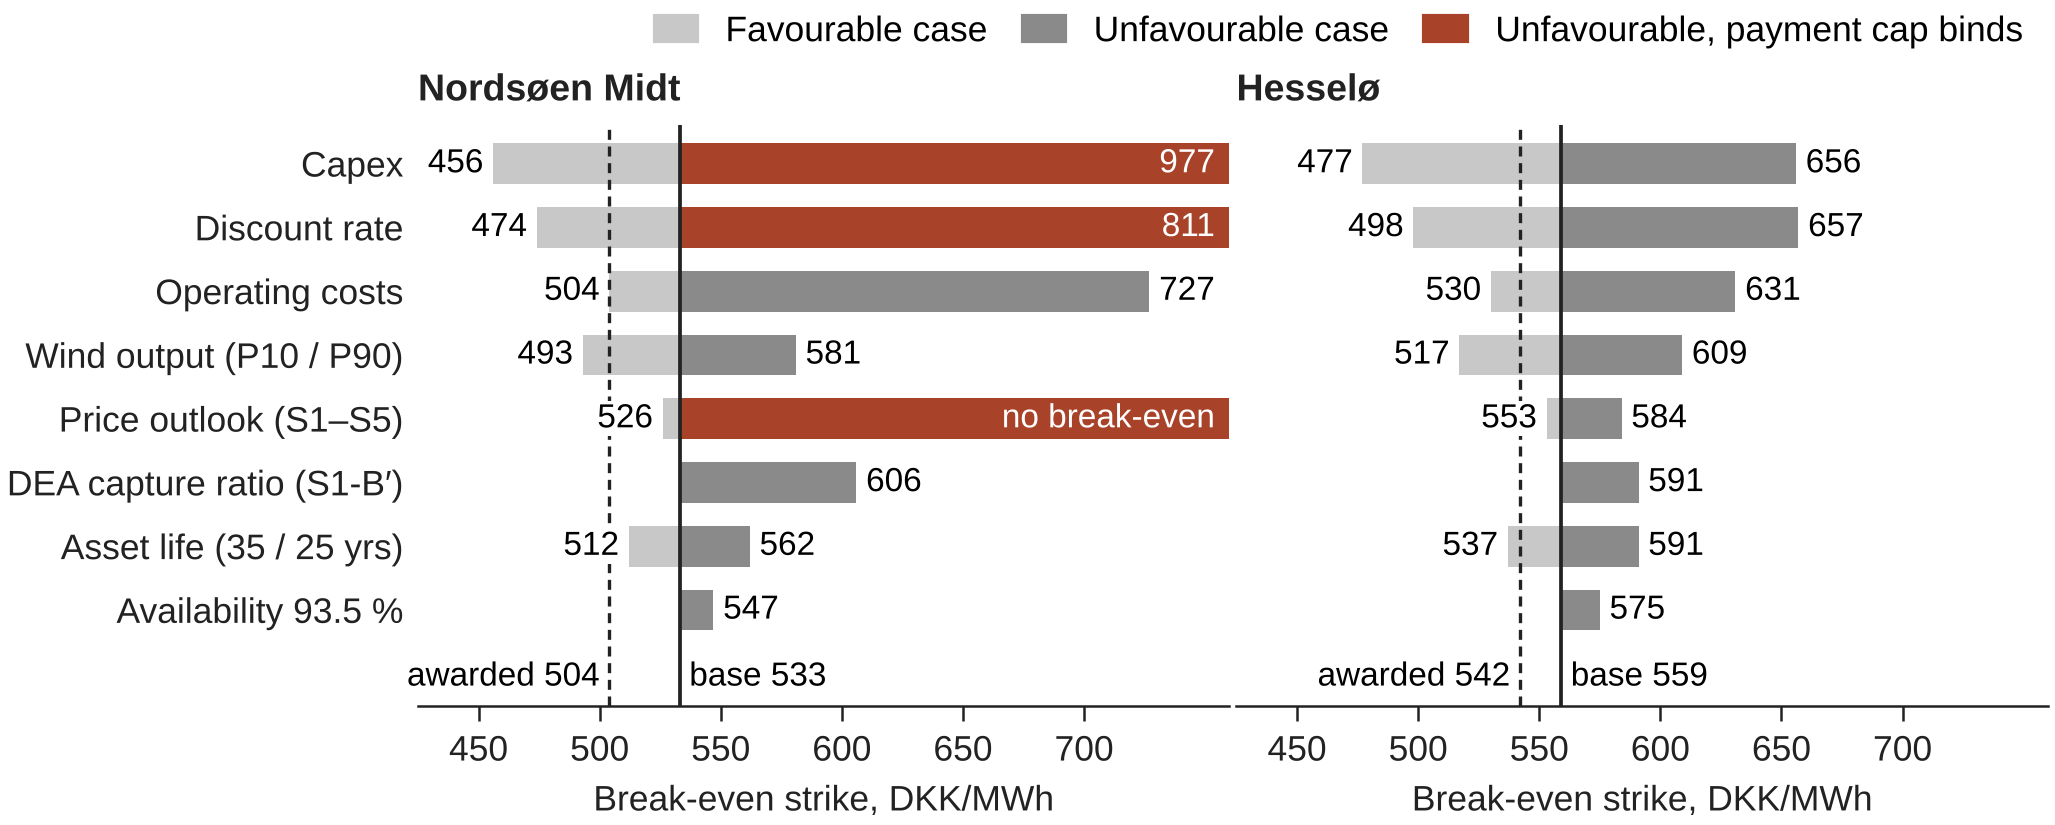 Favourable case Unfavourable case Unfavourable, payment cap binds
Nordsøen Midt Hesselø
Capex 456 977 477 656
Discount rate 474 811 498 657
Operating costs 504 727 530 631
Wind output (P10 / P90) 493 581 517 609
Price outlook (S1–S5) 526 no break-even 553 584
DEA capture ratio (S1-B′) 606 591
Asset life (35 / 25 yrs) 512 562 537 591
Availability 93.5 % 547 575
awarded 504 base 533 awarded 542 base 559
450 500 550 600 650 700 450 500 550 600 650 700
Break-even strike, DKK/MWh Break-even strike, DKK/MWh